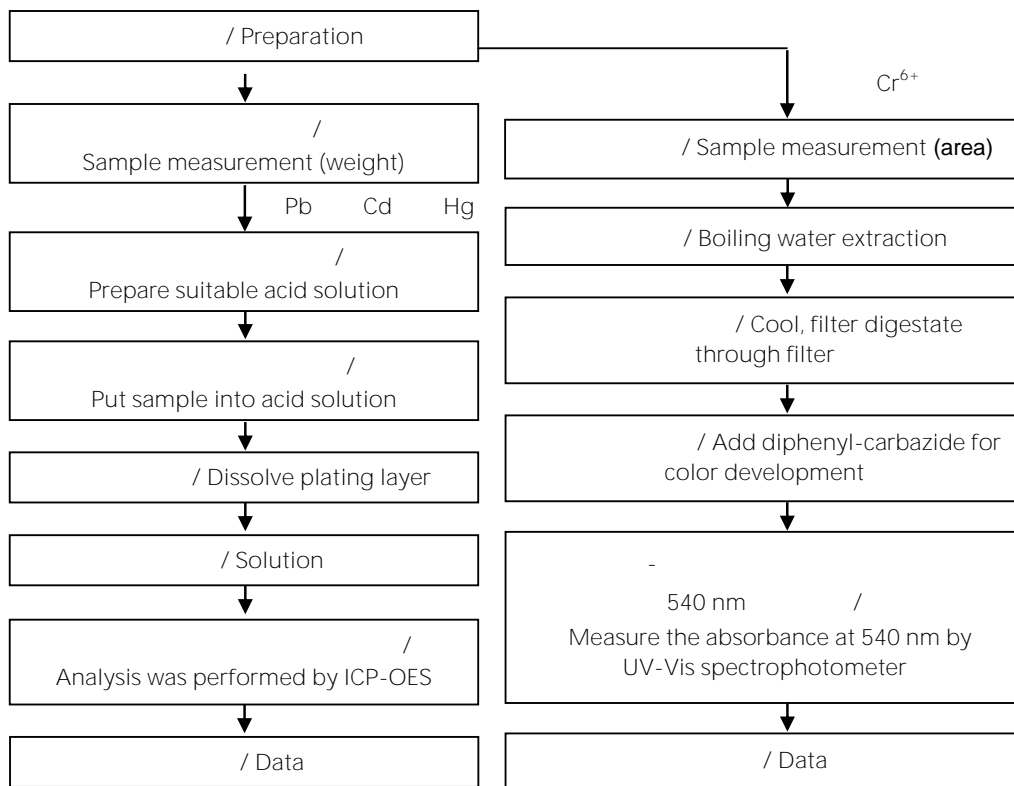 / Preparation
/
Sample measurement (weight)
Pb Cd Hg
/
Prepare suitable acid solution
/
Put sample into acid solution
/ Dissolve plating layer
/ Solution
/
Analysis was performed by ICP-OES
/ Data
Cr⁶⁺
/ Sample measurement (area)
/ Boiling water extraction
/ Cool, filter digestate
through filter
/ Add diphenyl-carbazide for
color development
-
540 nm /
Measure the absorbance at 540 nm by
UV-Vis spectrophotometer
/ Data